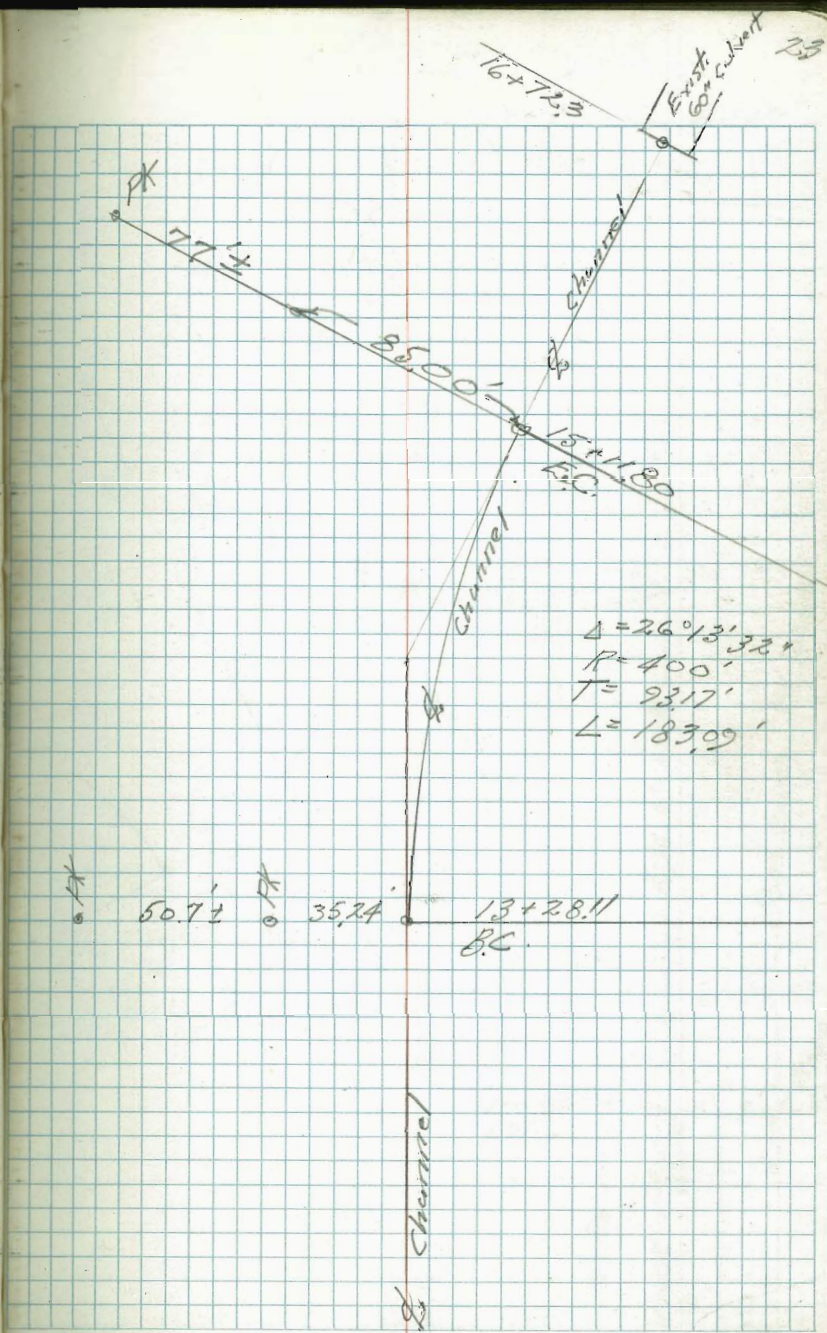 23
Exist.
60" Culvert
16+72.3
PK
77'±
Channel
85.00'
℄
15+11.80
E.C.
Channel
Δ=26°13'32"
R=400'
T=93.17'
L=183.09'
℄
PK
PK
50.7'±
35.24'
13+28.11
B.C.
Channel
℄